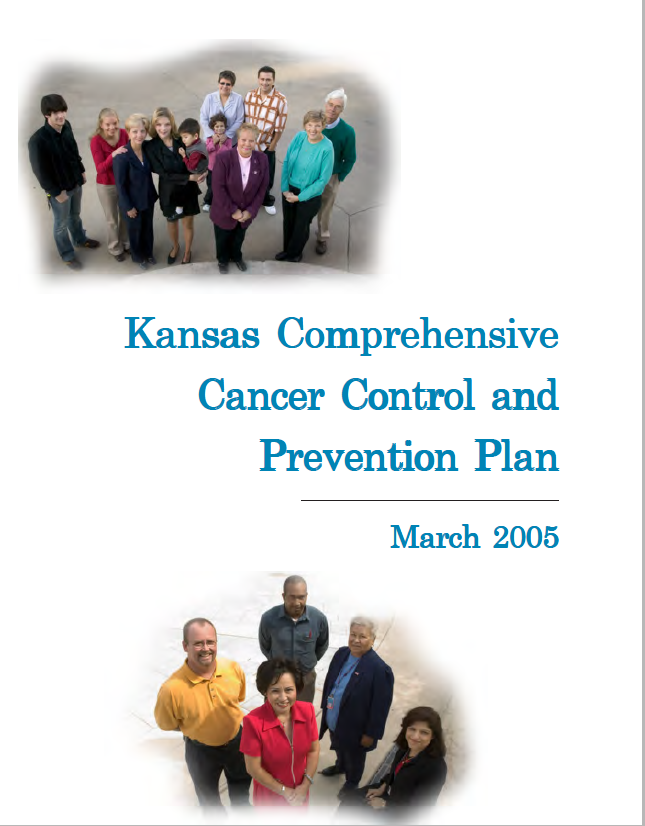 Kansas Comprehensive
Cancer Control and
Prevention Plan
March 2005